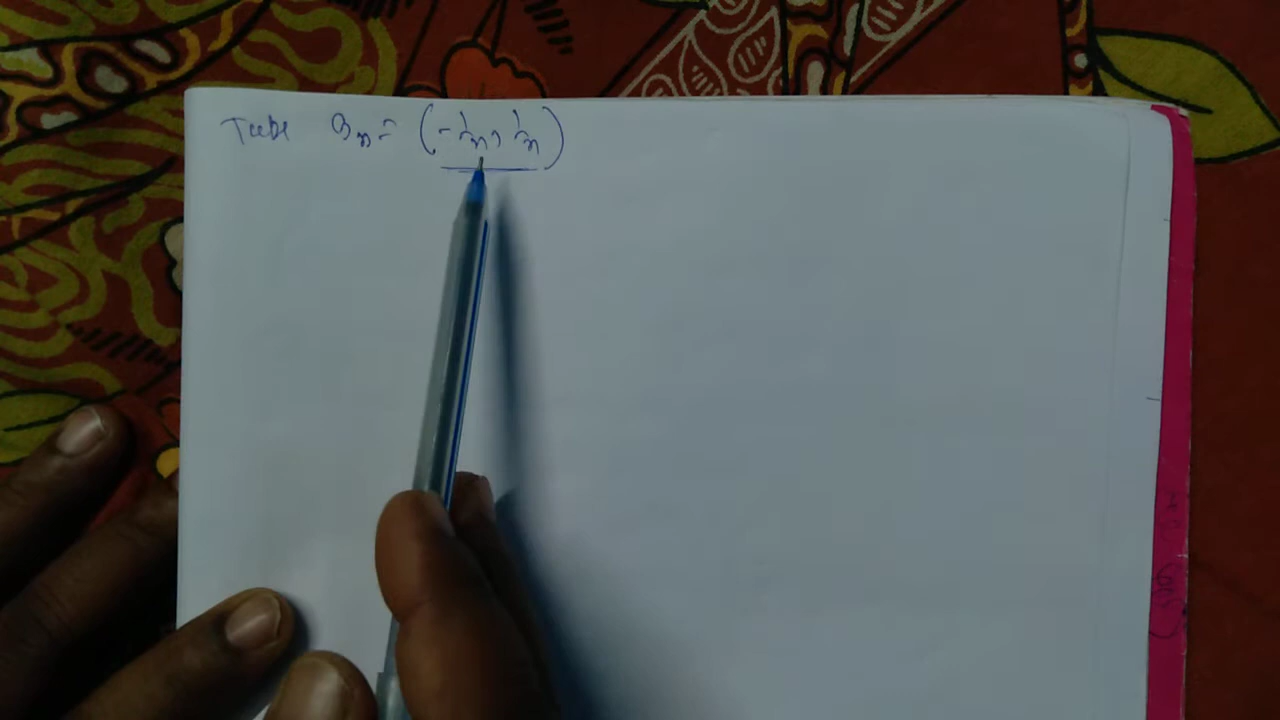 Take Bn = (-1/n, 1/n)